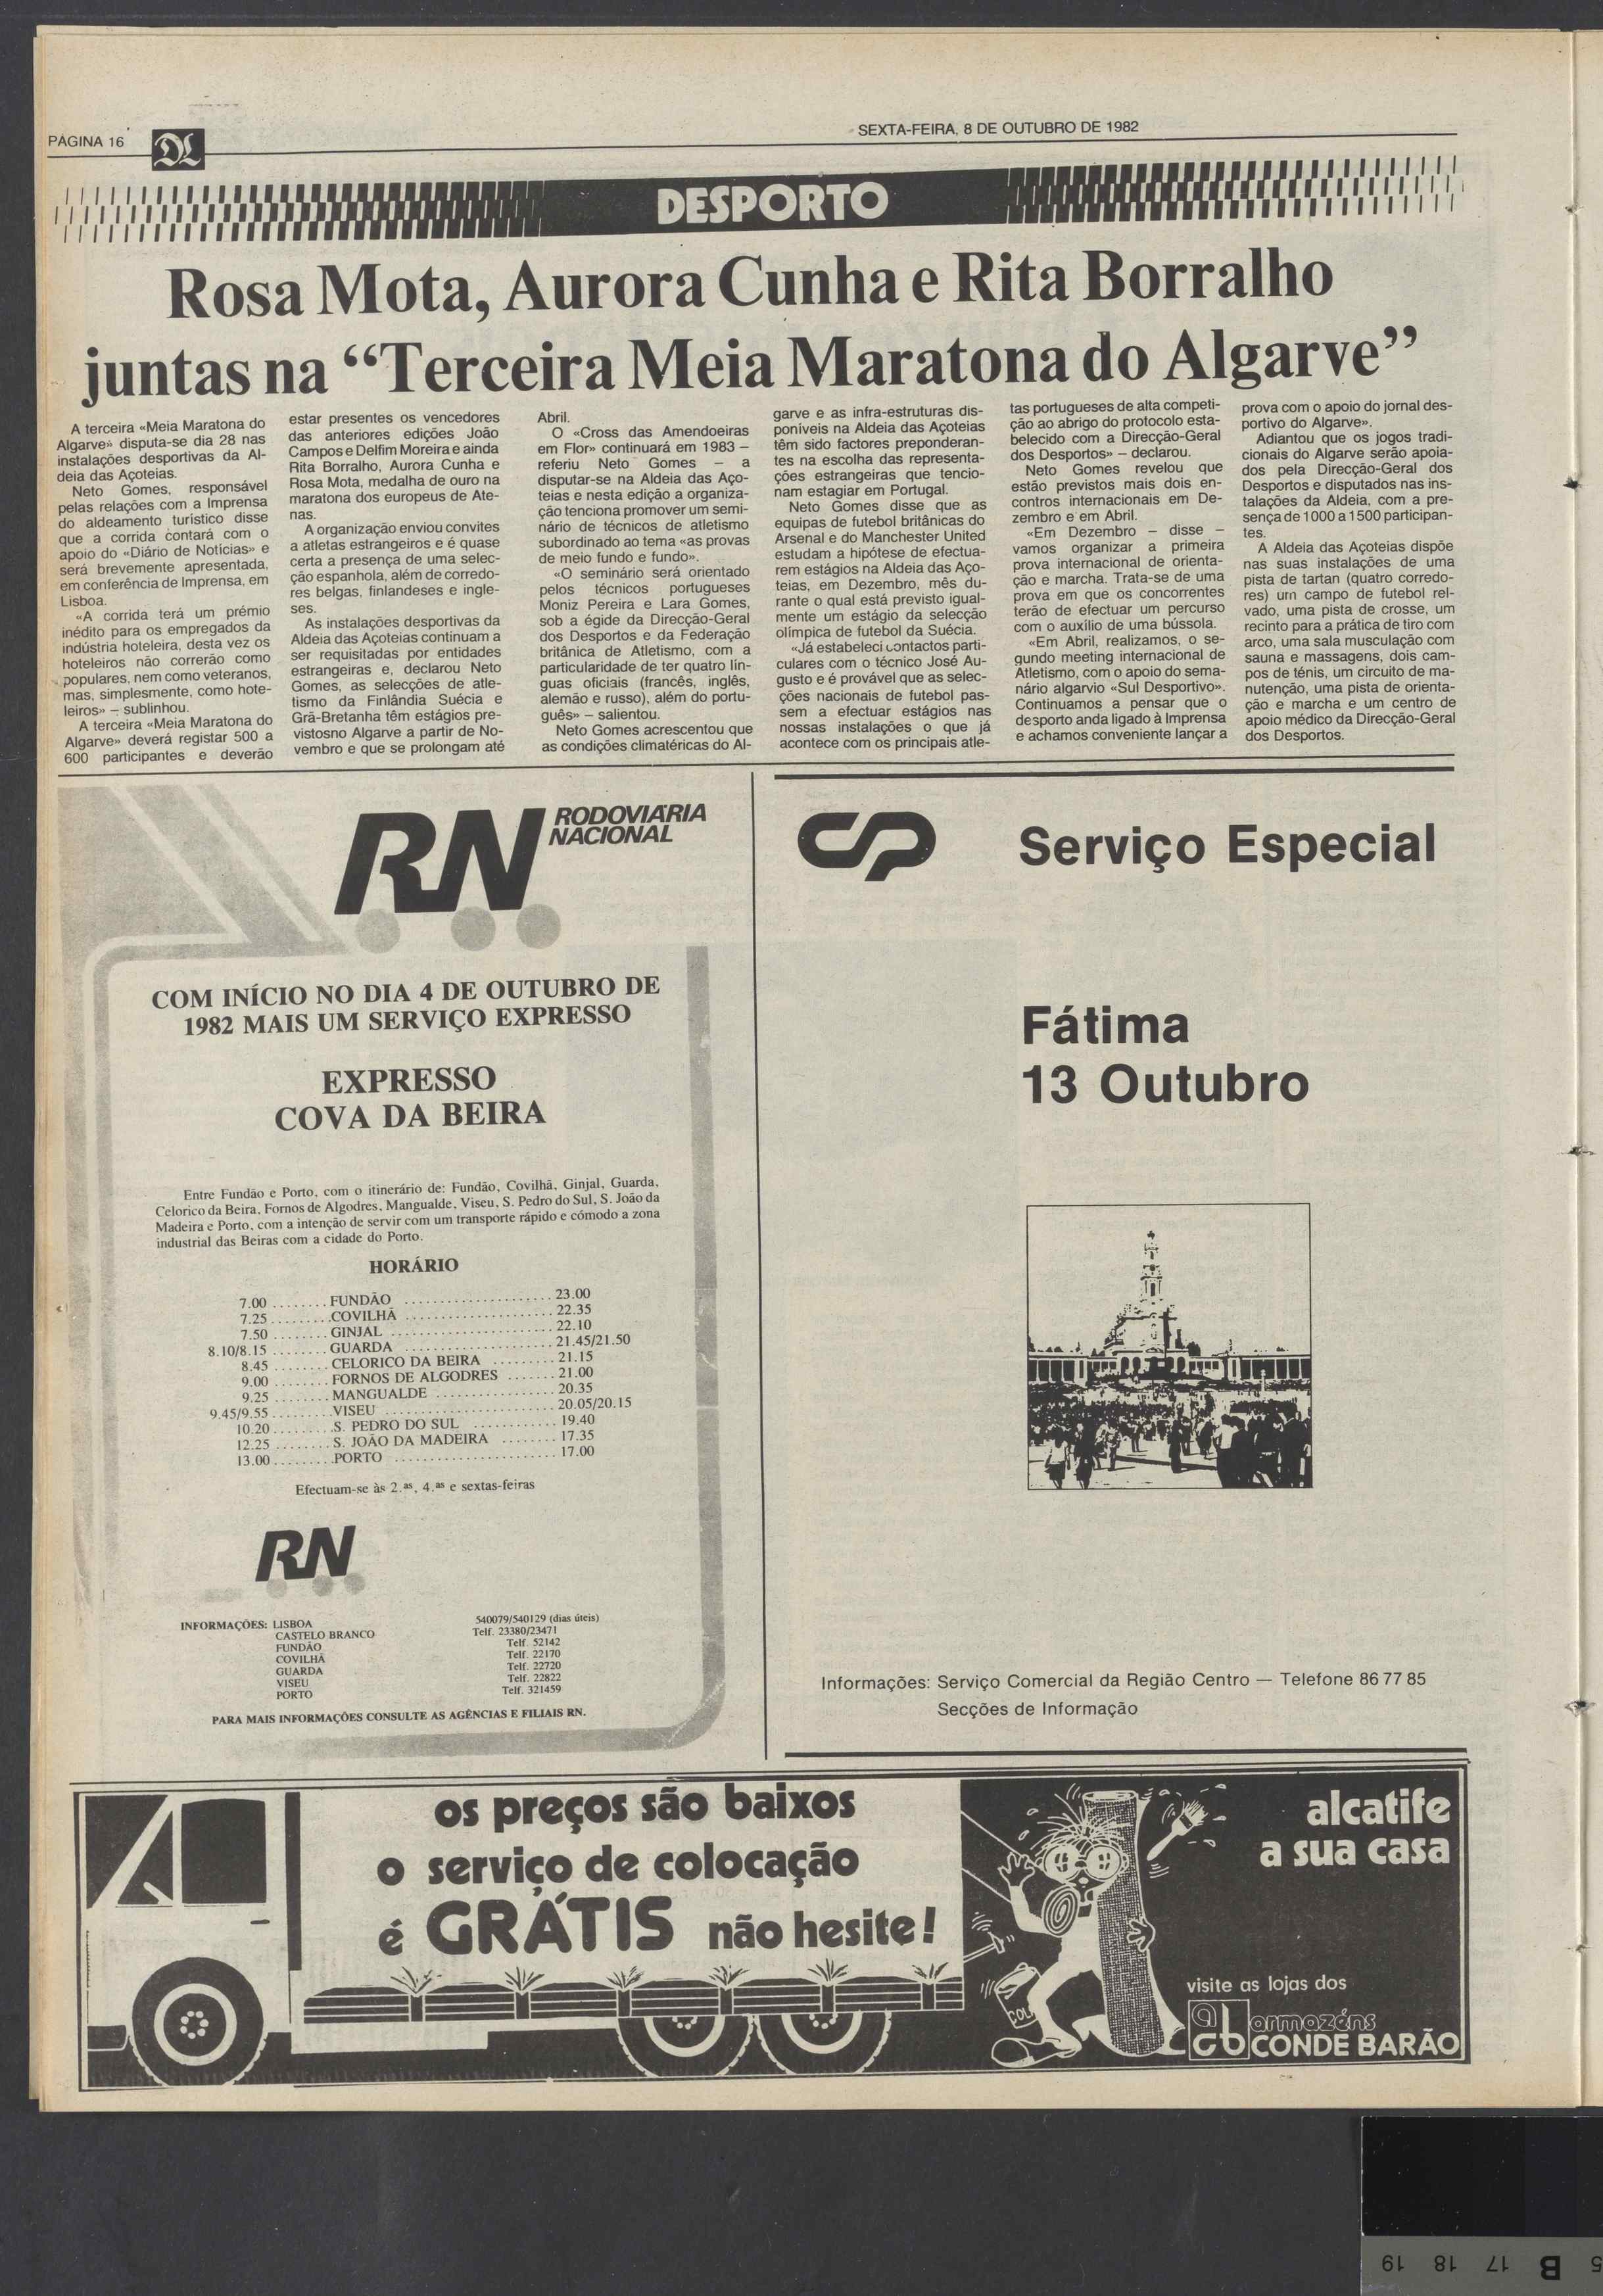 PÁGINA 16
DL
SEXTA-FEIRA, 8 DE OUTUBRO DE 1982
DESPORTO
Rosa Mota, Aurora Cunha e Rita Borralho
juntas na “Terceira Meia Maratona do Algarve”
A terceira «Meia Maratona do
Algarve» disputa-se dia 28 nas
instalações desportivas da Al-
deia das Açoteias.
Neto Gomes, responsável
pelas relações com a Imprensa
do aldeamento turístico disse
que a corrida contará com o
apoio do «Diário de Notícias» e
será brevemente apresentada,
em conferência de Imprensa, em
Lisboa.
«A corrida terá um prémio
inédito para os empregados da
indústria hoteleira, desta vez os
hoteleiros não correrão como
populares, nem como veteranos,
mas, simplesmente, como hote-
leiros» – sublinhou.
A terceira «Meia Maratona do
Algarve» deverá registar 500 a
600 participantes e deverão
estar presentes os vencedores
das anteriores edições João
Campos e Delfim Moreira e ainda
Rita Borralho, Aurora Cunha e
Rosa Mota, medalha de ouro na
maratona dos europeus de Ate-
nas.
A organização enviou convites
a atletas estrangeiros e é quase
certa a presença de uma selec-
ção espanhola, além de corredo-
res belgas, finlandeses e ingle-
ses.
As instalações desportivas da
Aldeia das Açoteias continuam a
ser requisitadas por entidades
estrangeiras e, declarou Neto
Gomes, as selecções de atle-
tismo da Finlândia Suécia e
Grã-Bretanha têm estágios pre-
vistosno Algarve a partir de No-
vembro e que se prolongam até
Abril.
O «Cross das Amendoeiras
em Flor» continuará em 1983 –
referiu Neto Gomes – a
disputar-se na Aldeia das Aço-
teias e nesta edição a organiza-
ção tenciona promover um semi-
nário de técnicos de atletismo
subordinado ao tema «as provas
de meio fundo e fundo».
«O seminário será orientado
pelos técnicos portugueses
Moniz Pereira e Lara Gomes,
sob a égide da Direcção-Geral
dos Desportos e da Federação
britânica de Atletismo, com a
particularidade de ter quatro lín-
guas oficiais (francês, inglês,
alemão e russo), além do portu-
guês» – salientou.
Neto Gomes acrescentou que
as condições climatéricas do Al-
garve e as infra-estruturas dis-
poníveis na Aldeia das Açoteias
têm sido factores preponderan-
tes na escolha das representa-
ções estrangeiras que tencio-
nam estagiar em Portugal.
Neto Gomes disse que as
equipas de futebol britânicas do
Arsenal e do Manchester United
estudam a hipótese de efectua-
rem estágios na Aldeia das Aço-
teias, em Dezembro, mês du-
rante o qual está previsto igual-
mente um estágio da selecção
olímpica de futebol da Suécia.
«Já estabeleci contactos parti-
culares com o técnico José Au-
gusto e é provável que as selec-
ções nacionais de futebol pas-
sem a efectuar estágios nas
nossas instalações o que já
acontece com os principais atle-
tas portugueses de alta competi-
ção ao abrigo do protocolo esta-
belecido com a Direcção-Geral
dos Desportos» – declarou.
Neto Gomes revelou que
estão previstos mais dois en-
contros internacionais em De-
zembro e em Abril.
«Em Dezembro – disse –
vamos organizar a primeira
prova internacional de orienta-
ção e marcha. Trata-se de uma
prova em que os concorrentes
terão de efectuar um percurso
com o auxílio de uma bússola.
«Em Abril, realizamos, o se-
gundo meeting internacional de
Atletismo, com o apoio do sema-
nário algarvio «Sul Desportivo».
Continuamos a pensar que o
desporto anda ligado à Imprensa
e achamos conveniente lançar a
prova com o apoio do jornal des-
portivo do Algarve».
Adiantou que os jogos tradi-
cionais do Algarve serão apoia-
dos pela Direcção-Geral dos
Desportos e disputados nas ins-
talações da Aldeia, com a pre-
sença de 1000 a 1500 participan-
tes.
A Aldeia das Açoteias dispõe
nas suas instalações de uma
pista de tartan (quatro corredo-
res) um campo de futebol rel-
vado, uma pista de crosse, um
recinto para a prática de tiro com
arco, uma sala musculação com
sauna e massagens, dois cam-
pos de ténis, um circuito de ma-
nutenção, uma pista de orienta-
ção e marcha e um centro de
apoio médico da Direcção-Geral
dos Desportos.
RN RODOVIÁRIA
NACIONAL
COM INÍCIO NO DIA 4 DE OUTUBRO DE
1982 MAIS UM SERVIÇO EXPRESSO
EXPRESSO
COVA DA BEIRA
Entre Fundão e Porto, com o itinerário de: Fundão, Covilhã, Ginjal, Guarda,
Celorico da Beira, Fornos de Algodres, Mangualde, Viseu, S. Pedro do Sul, S. João da
Madeira e Porto, com a intenção de servir com um transporte rápido e cómodo a zona
industrial das Beiras com a cidade do Porto.
HORÁRIO
7.00 ........ FUNDÃO ..................... 23.00
7.25 ........ COVILHÃ ..................... 22.35
7.50 ........ GINJAL ....................... 22.10
8.10/8.15 ........ GUARDA ..................... 21.45/21.50
8.45 ........ CELORICO DA BEIRA ......... 21.15
9.00 ........ FORNOS DE ALGODRES ....... 21.00
9.25 ........ MANGUALDE ................. 20.35
9.45/9.55 ......... VISEU ........................ 20.05/20.15
10.20 ......... S. PEDRO DO SUL ............ 19.40
12.25 ........ S. JOÃO DA MADEIRA ........ 17.35
13.00 ......... PORTO ....................... 17.00
Efectuam-se às 2.as, 4.as e sextas-feiras
RN
INFORMAÇÕES: LISBOA 540079/540129 (dias úteis)
CASTELO BRANCO Telf. 23380/23471
FUNDÃO Telf. 52142
COVILHÃ Telf. 22170
GUARDA Telf. 22720
VISEU Telf. 22822
PORTO Telf. 321459
PARA MAIS INFORMAÇÕES CONSULTE AS AGÊNCIAS E FILIAIS RN.
CP
Serviço Especial
Fátima
13 Outubro
Informações: Serviço Comercial da Região Centro — Telefone 86 77 85
Secções de Informação
os preços são baixos
o serviço de colocação
é GRÁTIS não hesite!
COLA
alcatife
a sua casa
visite as lojas dos
acb armazéns
CONDE BARÃO
B 17 18 19